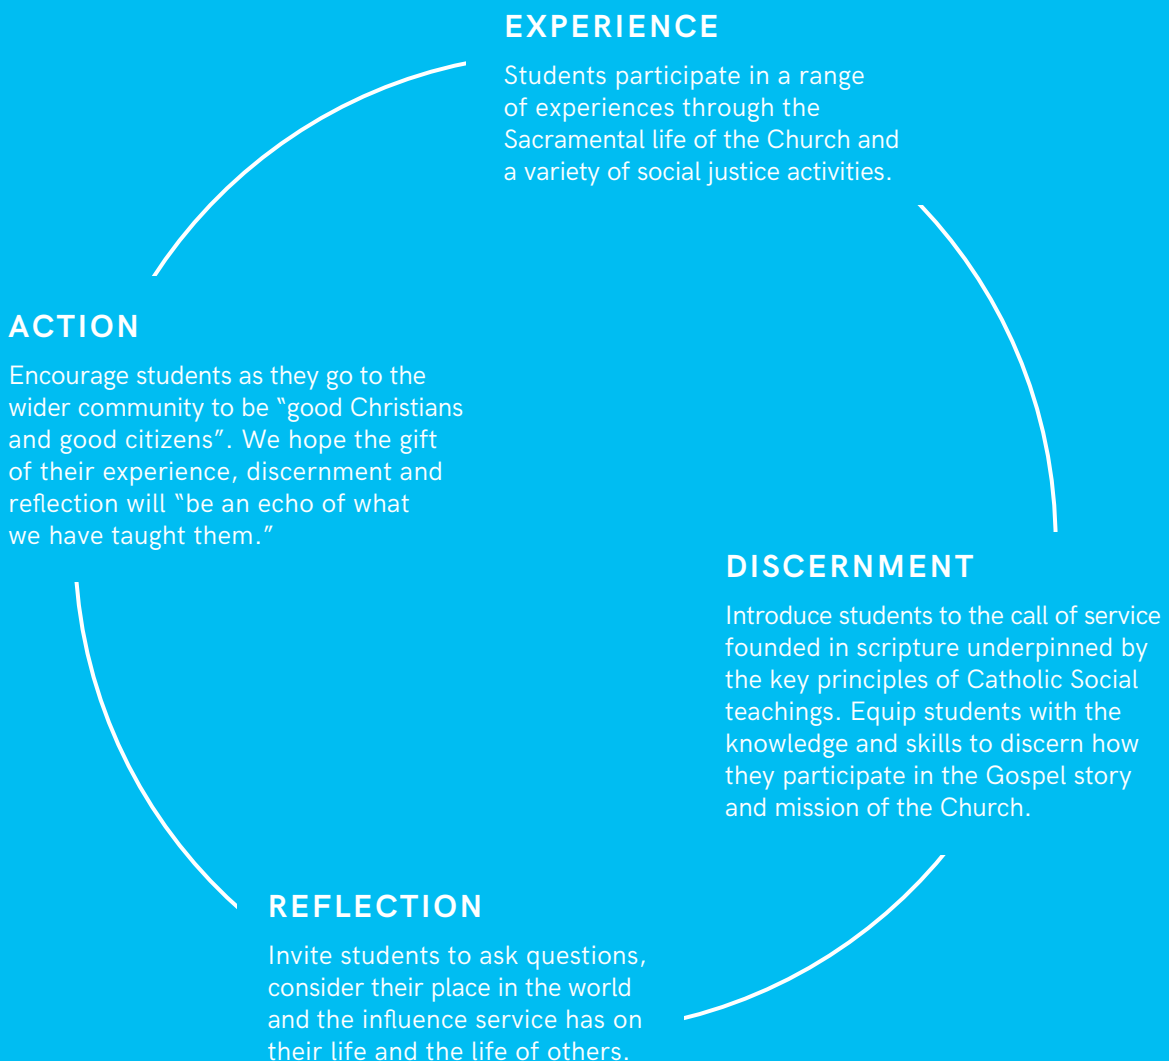 EXPERIENCE
Students participate in a range
of experiences through the
Sacramental life of the Church and
a variety of social justice activities.
ACTION
Encourage students as they go to the
wider community to be “good Christians
and good citizens”. We hope the gift
of their experience, discernment and
reflection will “be an echo of what
we have taught them.”
DISCERNMENT
Introduce students to the call of service
founded in scripture underpinned by
the key principles of Catholic Social
teachings. Equip students with the
knowledge and skills to discern how
they participate in the Gospel story
and mission of the Church.
REFLECTION
Invite students to ask questions,
consider their place in the world
and the influence service has on
their life and the life of others.